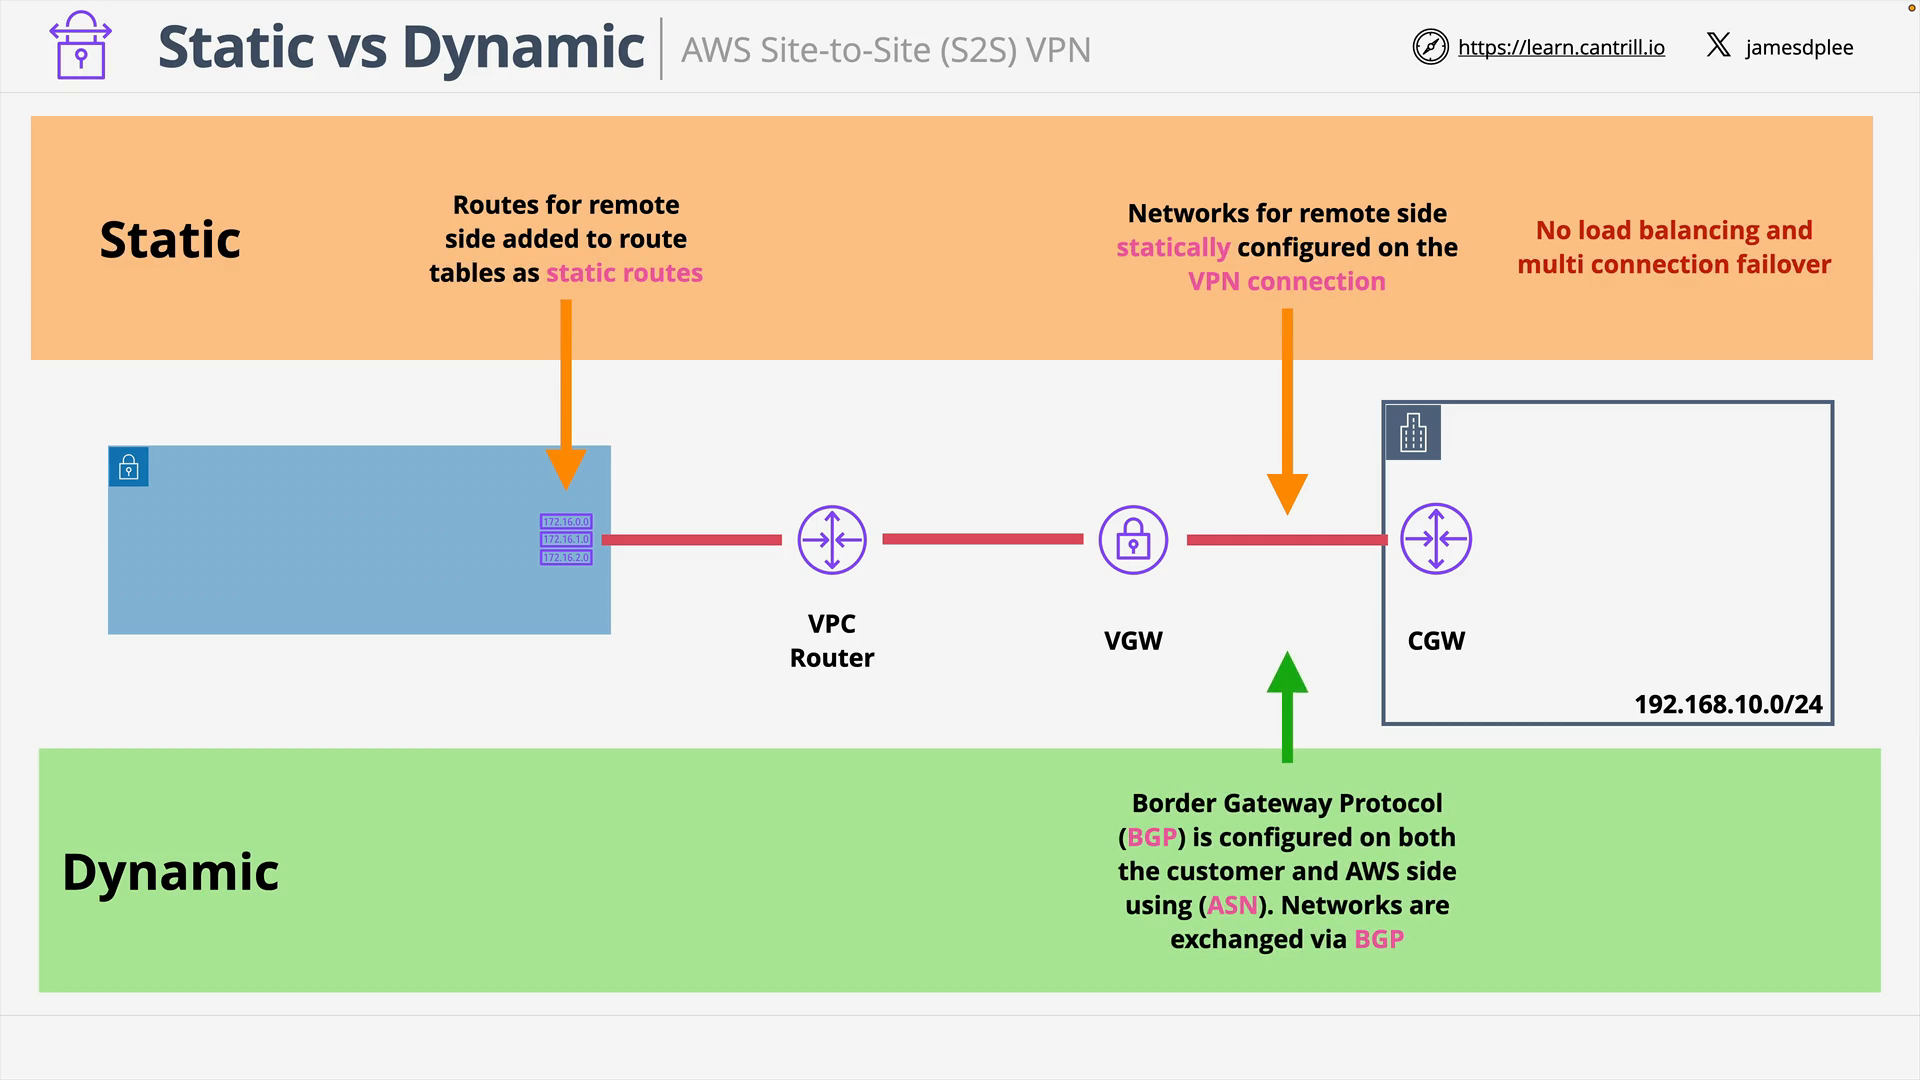 Static vs Dynamic
AWS Site-to-Site (S2S) VPN
https://learn.cantrill.io
jamesdplee
Static
Routes for remote
side added to route
tables as static routes
Networks for remote side
statically configured on the
VPN connection
No load balancing and
multi connection failover
172.16.0.0
172.16.1.0
172.16.2.0
VPC
Router
VGW
CGW
192.168.10.0/24
Dynamic
Border Gateway Protocol
(BGP) is configured on both
the customer and AWS side
using (ASN). Networks are
exchanged via BGP